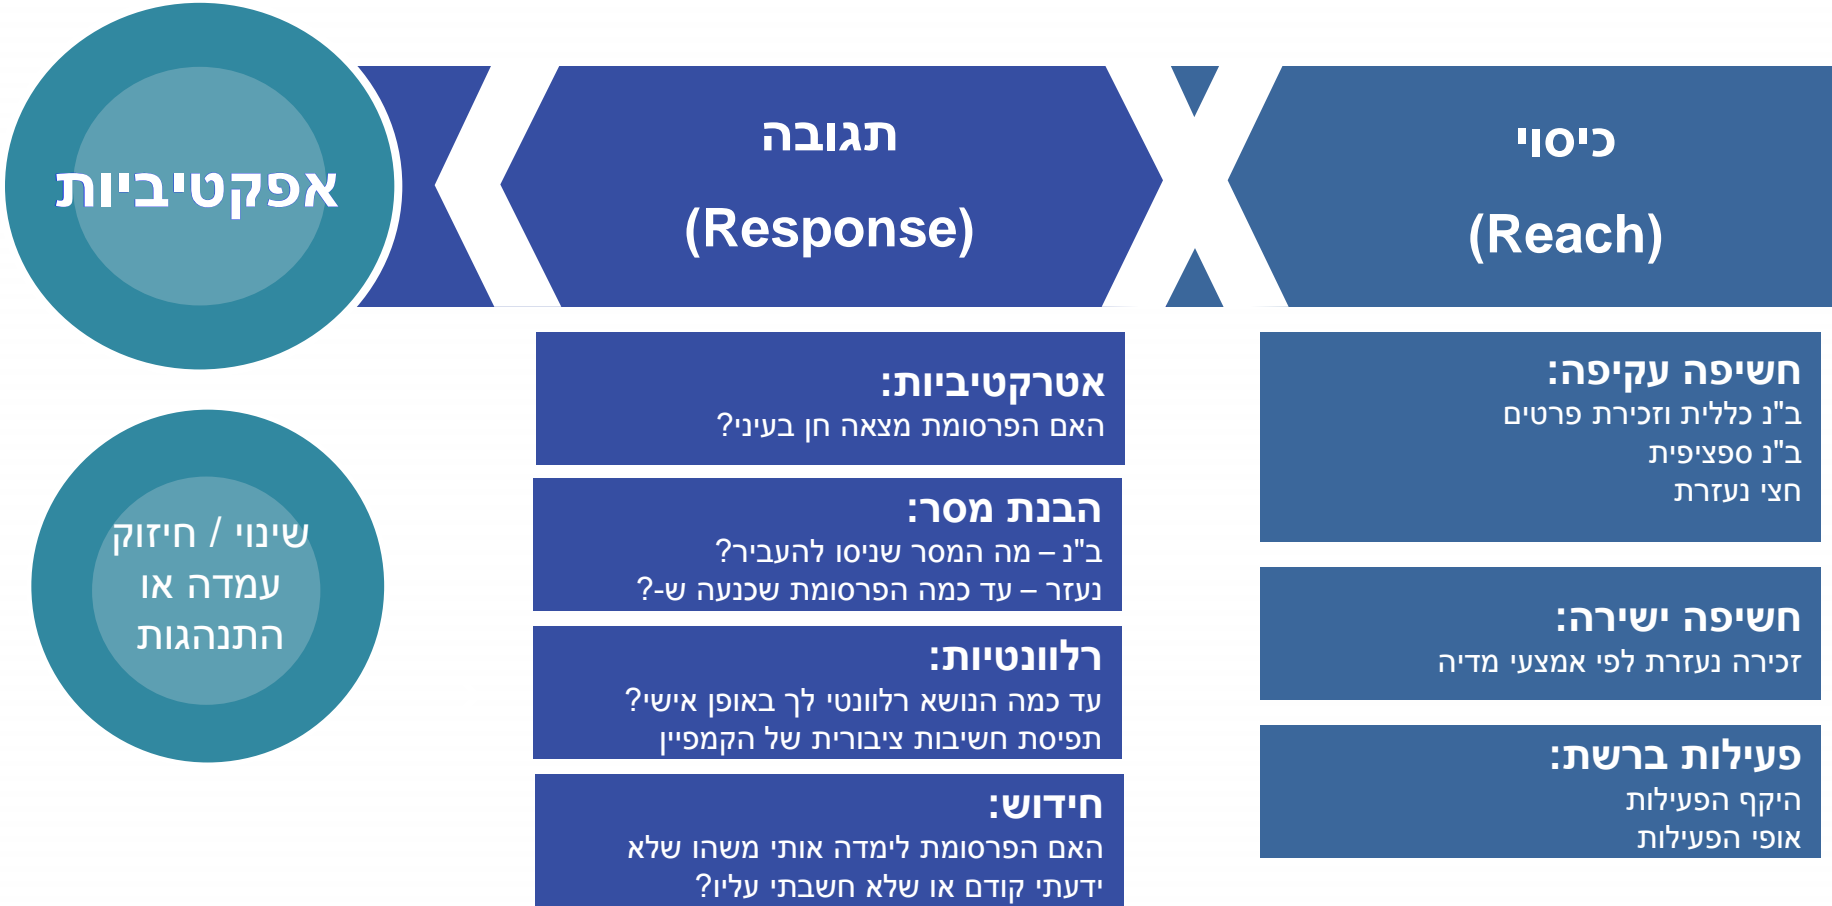 כיסוי
(Reach)
חשיפה עקיפה:
ב"נ כללית וזכירת פרטים
ב"נ ספציפית
חצי נעזרת
חשיפה ישירה:
זכירה נעזרת לפי אמצעי מדיה
פעילות ברשת:
היקף הפעילות
אופי הפעילות
תגובה
(Response)
אטרקטיביות:
האם הפרסומת מצאה חן בעיני?
הבנת מסר:
ב"נ – מה המסר שניסו להעביר?
נעזר – עד כמה הפרסומת שכנעה ש-?
רלוונטיות:
עד כמה הנושא רלוונטי לך באופן אישי?
תפיסת חשיבות ציבורית של הקמפיין
חידוש:
האם הפרסומת לימדה אותי משהו שלא
ידעתי קודם או שלא חשבתי עליו?
אפקטיביות
שינוי / חיזוק
עמדה או
התנהגות